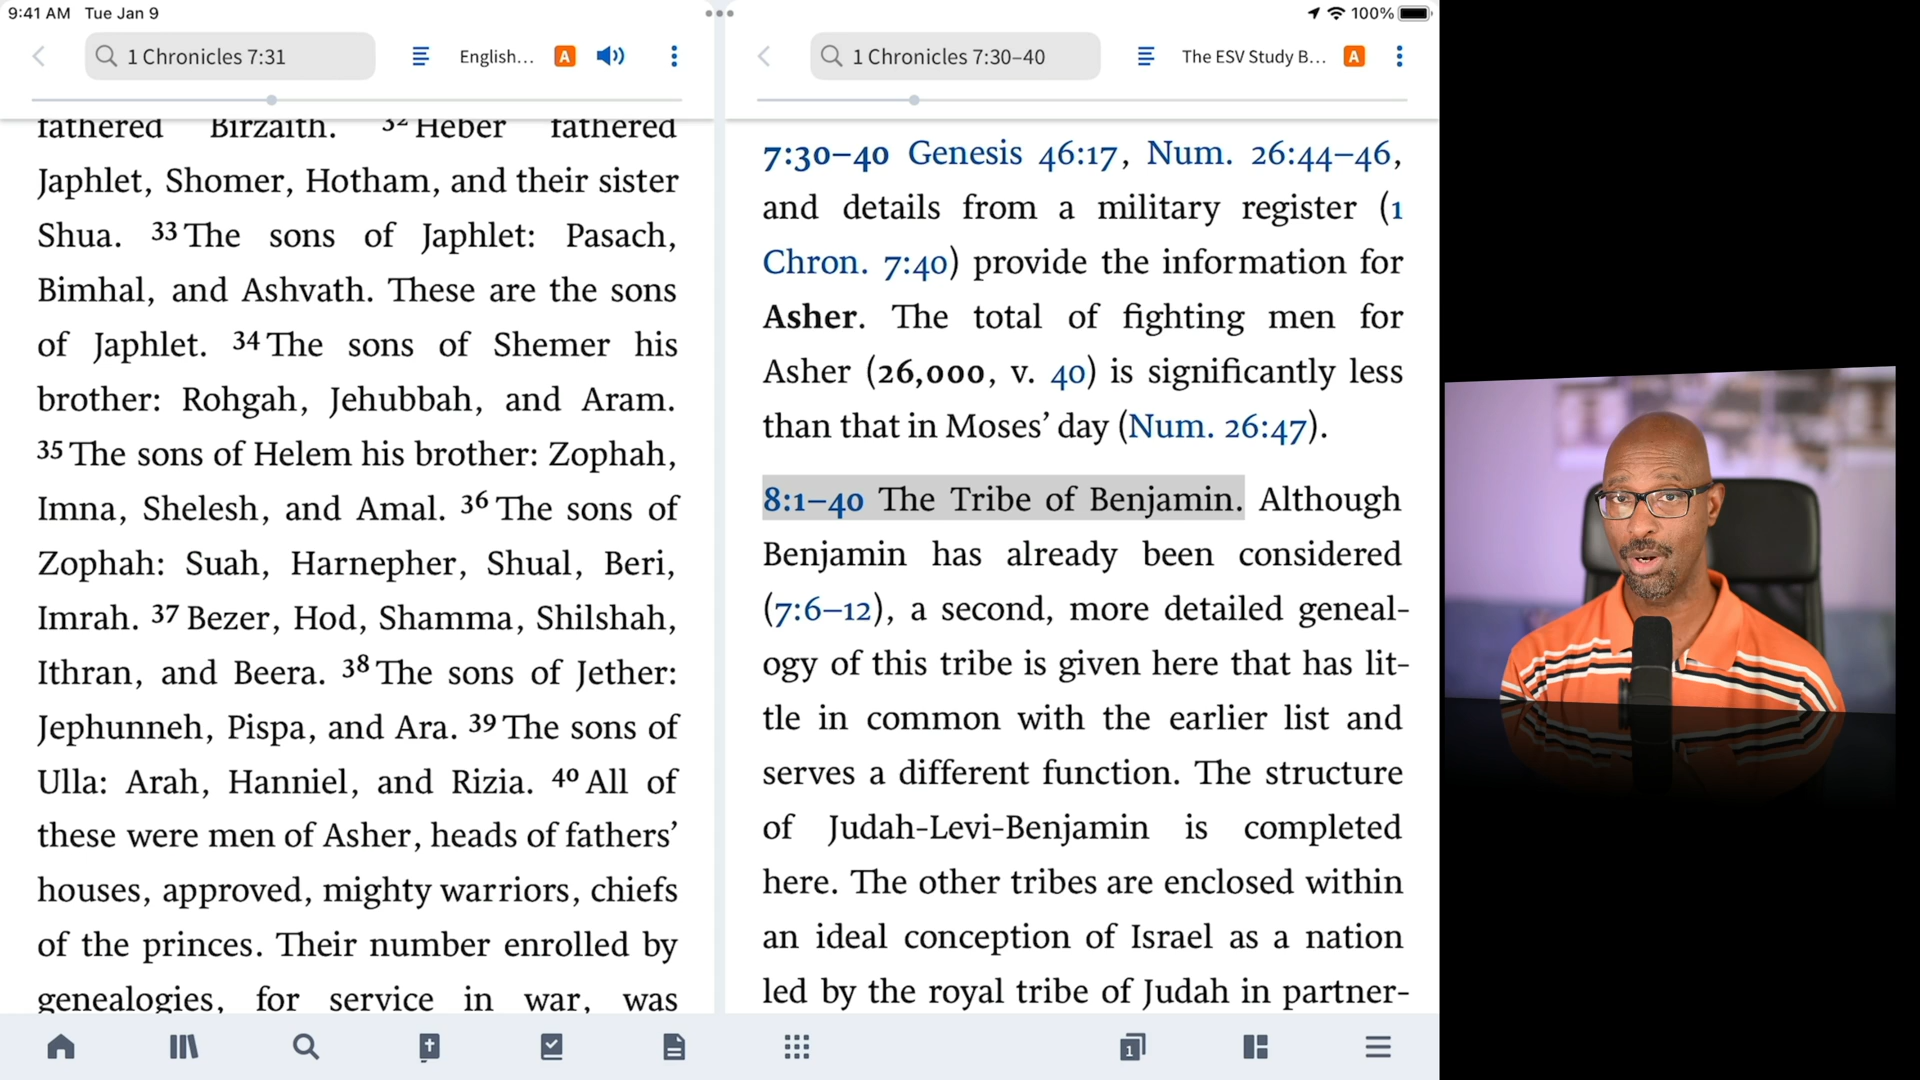 9:41 AM Tue Jan 9
100%
1 Chronicles 7:31
English...
A
1 Chronicles 7:30–40
The ESV Study B...
A
fathered Birzaith. 32 Heber fathered
Japhlet, Shomer, Hotham, and their sister
Shua. 33 The sons of Japhlet: Pasach,
Bimhal, and Ashvath. These are the sons
of Japhlet. 34 The sons of Shemer his
brother: Rohgah, Jehubbah, and Aram.
35 The sons of Helem his brother: Zophah,
Imna, Shelesh, and Amal. 36 The sons of
Zophah: Suah, Harnepher, Shual, Beri,
Imrah. 37 Bezer, Hod, Shamma, Shilshah,
Ithran, and Beera. 38 The sons of Jether:
Jephunneh, Pispa, and Ara. 39 The sons of
Ulla: Arah, Hanniel, and Rizia. 40 All of
these were men of Asher, heads of fathers’
houses, approved, mighty warriors, chiefs
of the princes. Their number enrolled by
genealogies, for service in war, was
7:30–40 Genesis 46:17, Num. 26:44–46,
and details from a military register (1
Chron. 7:40) provide the information for
Asher. The total of fighting men for
Asher (26,000, v. 40) is significantly less
than that in Moses’ day (Num. 26:47).
8:1–40 The Tribe of Benjamin. Although
Benjamin has already been considered
(7:6–12), a second, more detailed geneal-
ogy of this tribe is given here that has lit-
tle in common with the earlier list and
serves a different function. The structure
of Judah-Levi-Benjamin is completed
here. The other tribes are enclosed within
an ideal conception of Israel as a nation
led by the royal tribe of Judah in partner-
1